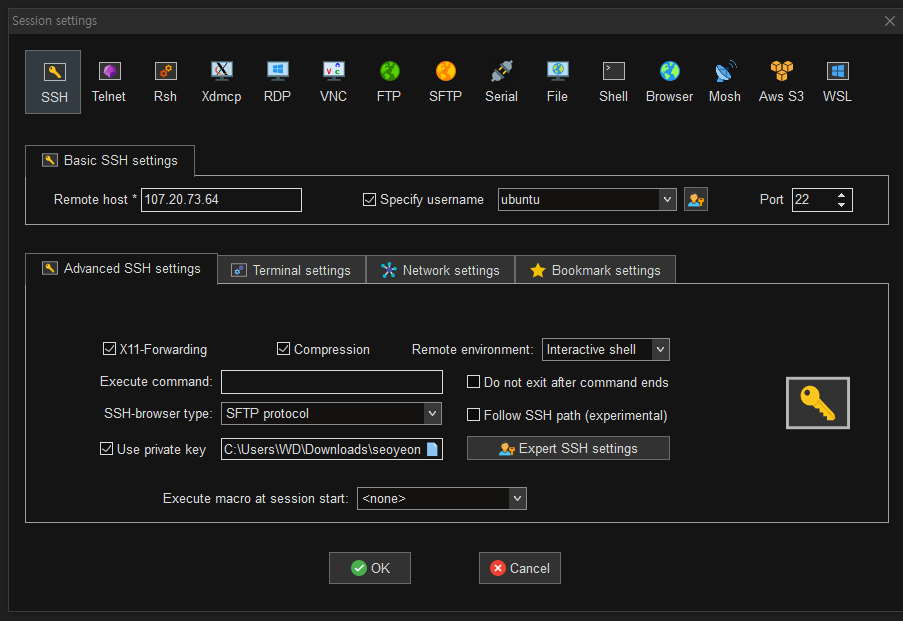 Session settings
SSH Telnet Rsh Xdmcp RDP VNC FTP SFTP Serial File Shell Browser Mosh Aws S3 WSL
Basic SSH settings
Remote host * 107.20.73.64 Specify username ubuntu Port 22
Advanced SSH settings Terminal settings Network settings Bookmark settings
X11-Forwarding Compression Remote environment: Interactive shell
Execute command: Do not exit after command ends
SSH-browser type: SFTP protocol Follow SSH path (experimental)
Use private key C:\Users\WD\Downloads\seoyeon Expert SSH settings
Execute macro at session start: <none>
OK Cancel